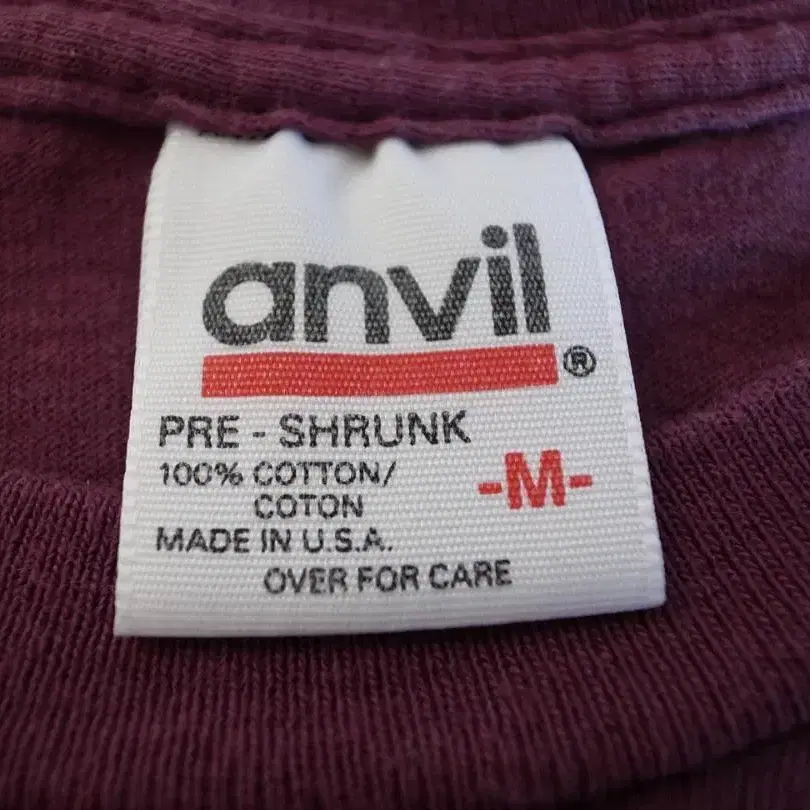 anvil®
PRE - SHRUNK
100% COTTON/
COTON
-M-
MADE IN U.S.A.
OVER FOR CARE